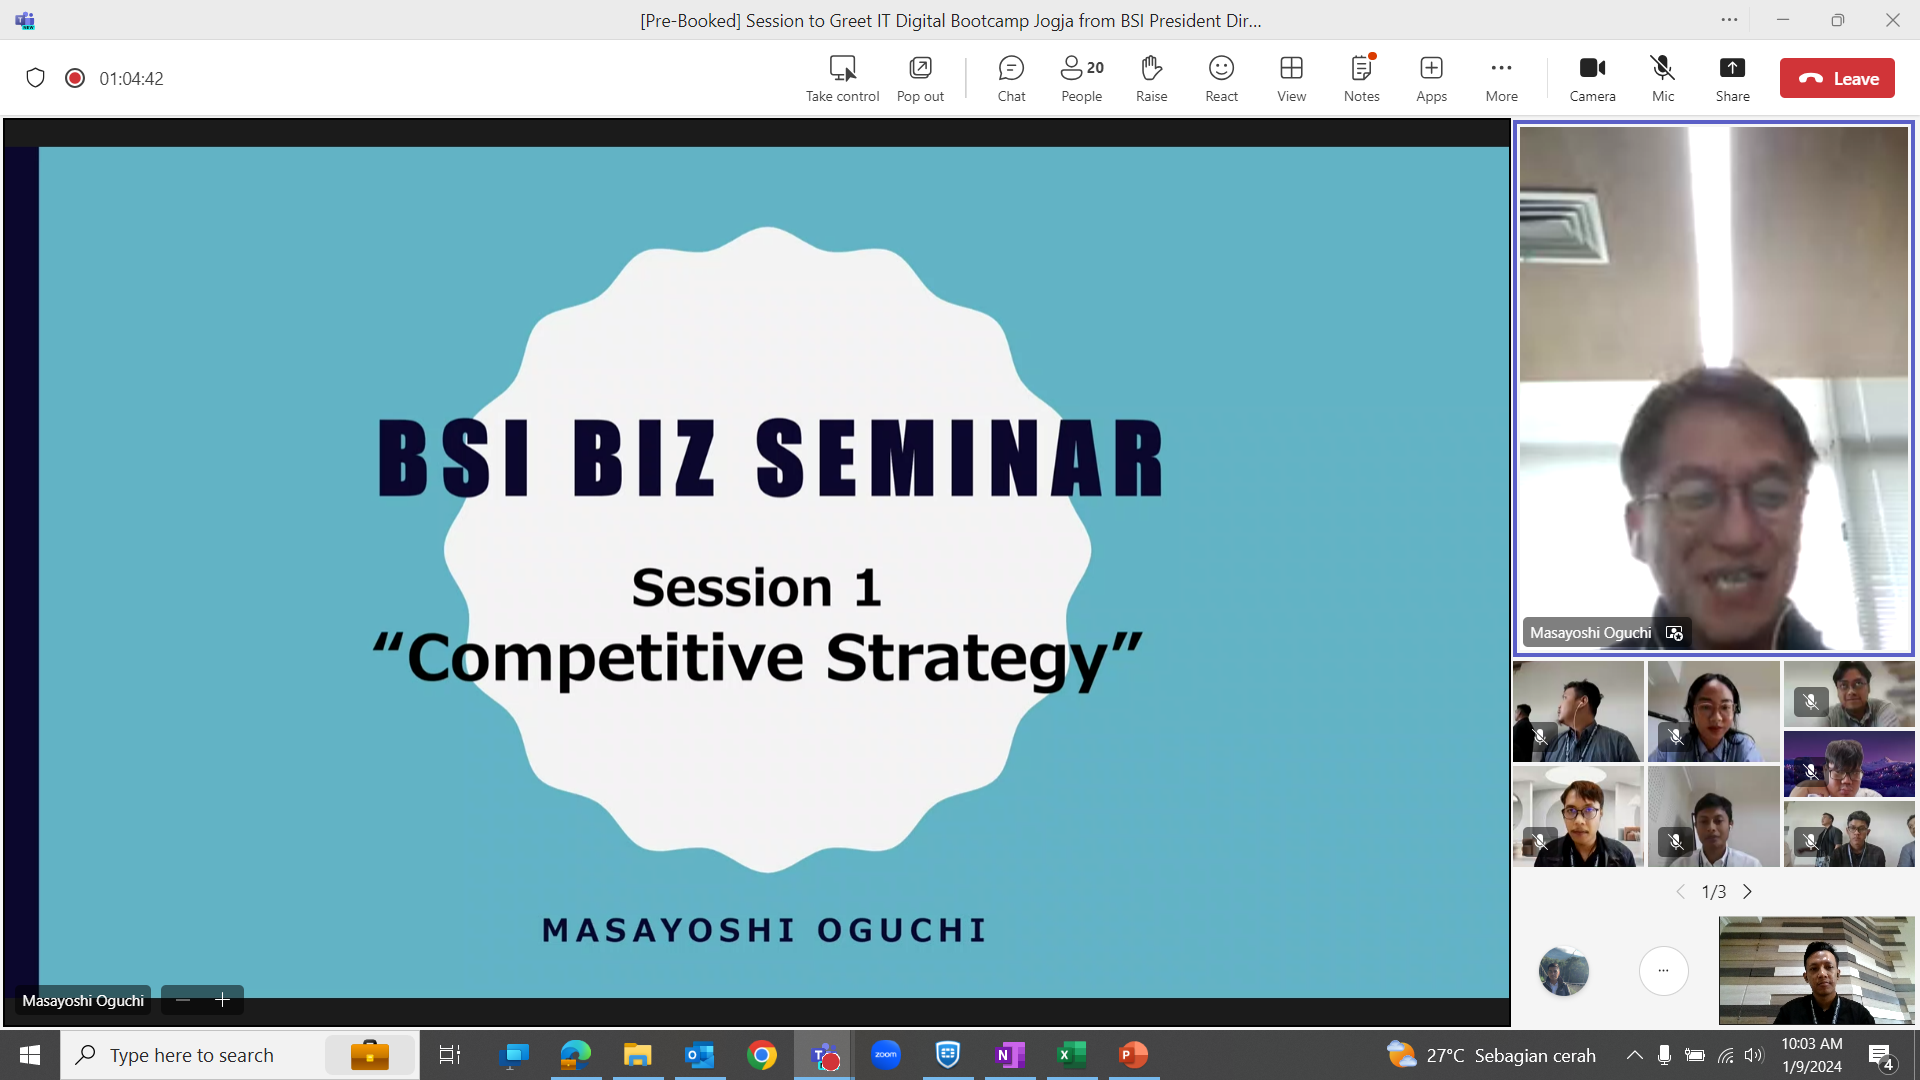 [Pre-Booked] Session to Greet IT Digital Bootcamp Jogja from BSI President Dir...
01:04:42
Take control
Pop out
Chat
People
20
Raise
React
View
Notes
Apps
More
Camera
Mic
Share
Leave
BSI BIZ SEMINAR
Session 1
“Competitive Strategy”
MASAYOSHI OGUCHI
Masayoshi Oguchi
Masayoshi Oguchi
1/3
Type here to search
zoom
27°C Sebagian cerah
10:03 AM
1/9/2024
4